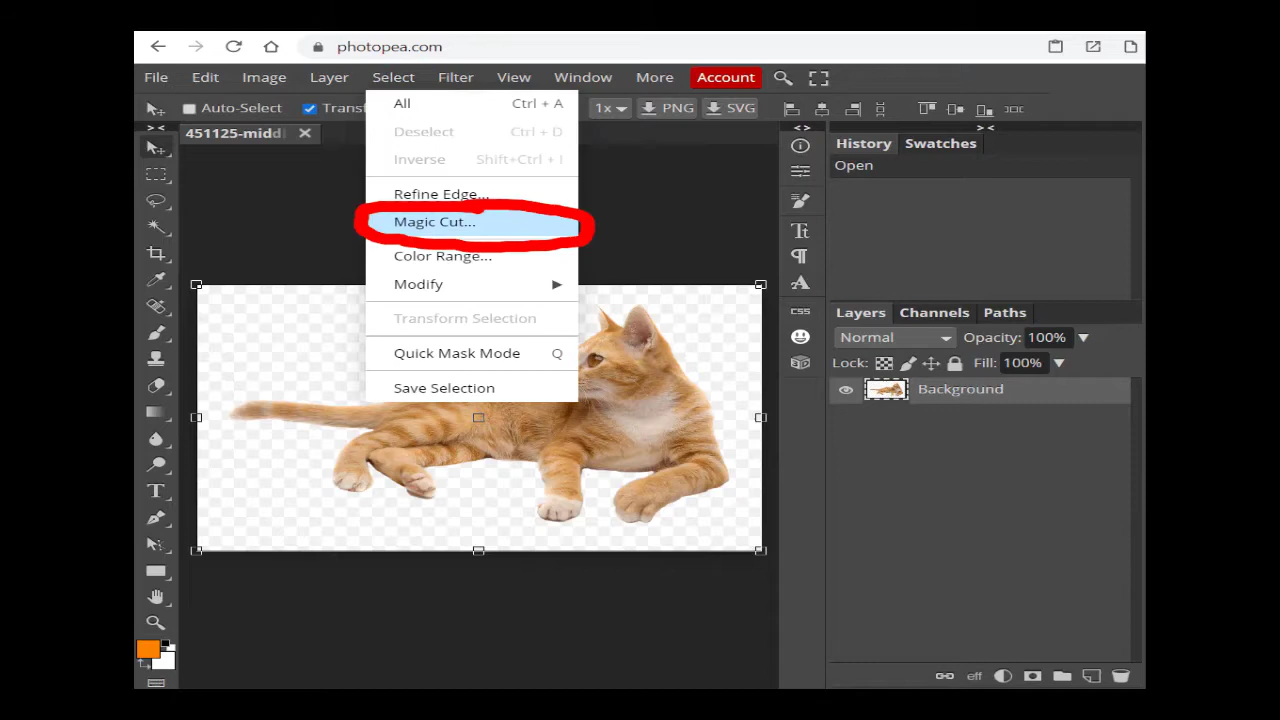 photopea.com
File Edit Image Layer Select Filter View Window More Account
Auto-Select Transf 1x PNG SVG
451125-middl
All Ctrl + A
Deselect Ctrl + D
Inverse Shift+Ctrl + I
Refine Edge...
Magic Cut...
Color Range...
Modify
Transform Selection
Quick Mask Mode Q
Save Selection
> <
< >
> <
History Swatches
Open
CSS
Layers Channels Paths
Normal Opacity: 100%
Lock: Fill: 100%
Background
eff